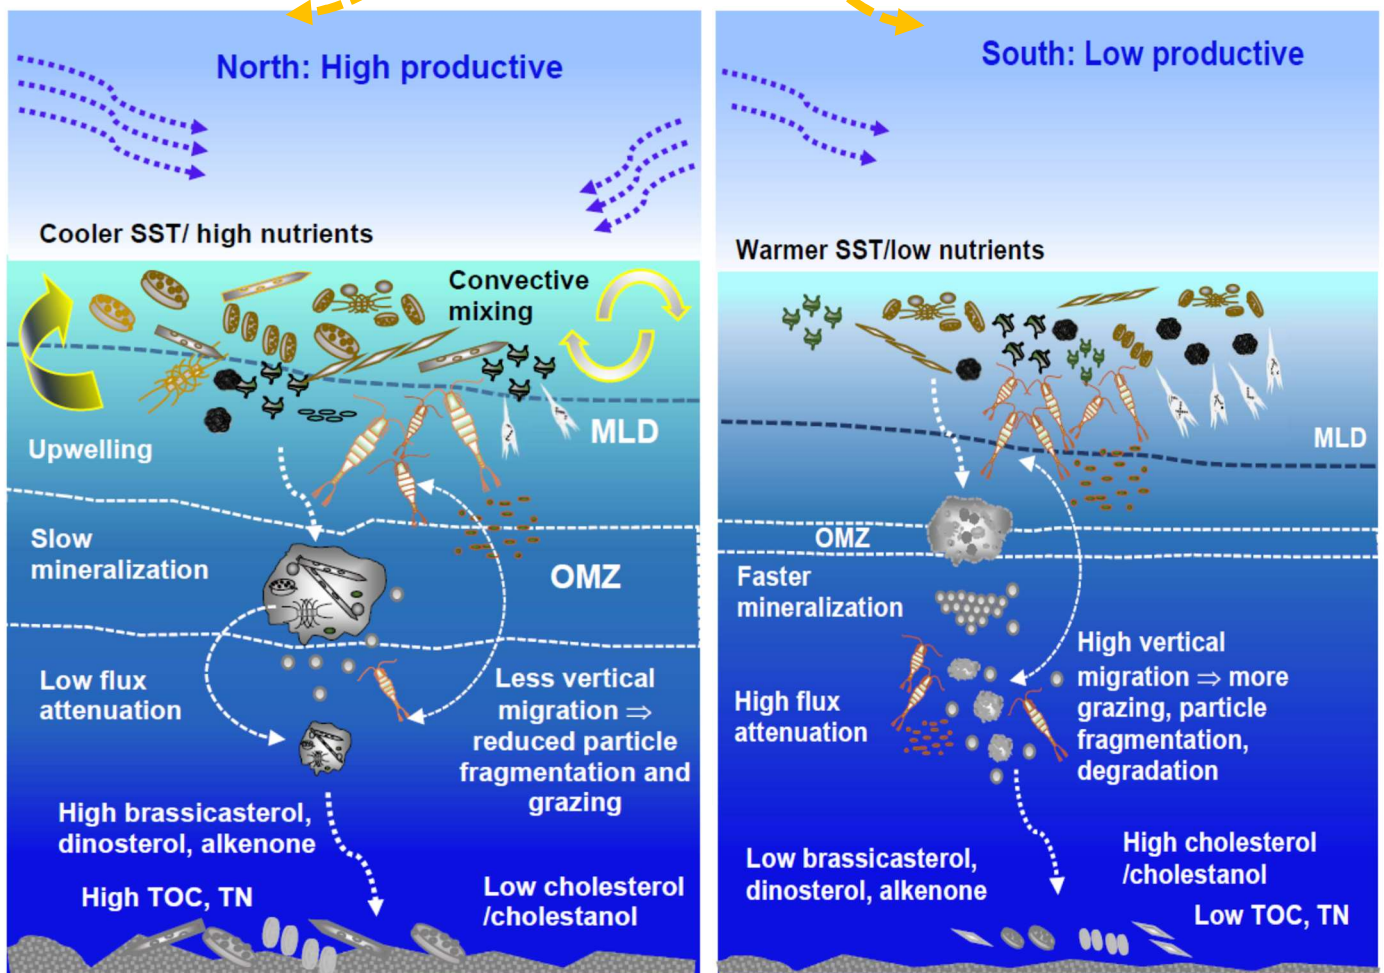 North: High productive
Cooler SST/ high nutrients
Convective
mixing
MLD
Upwelling
Slow
mineralization
OMZ
Low flux
attenuation
Less vertical
migration ⇒
reduced particle
fragmentation and
grazing
High brassicasterol,
dinosterol, alkenone
High TOC, TN
Low cholesterol
/cholestanol
South: Low productive
Warmer SST/low nutrients
MLD
OMZ
Faster
mineralization
High flux
attenuation
High vertical
migration ⇒ more
grazing, particle
fragmentation,
degradation
Low brassicasterol,
dinosterol, alkenone
High cholesterol
/cholestanol
Low TOC, TN